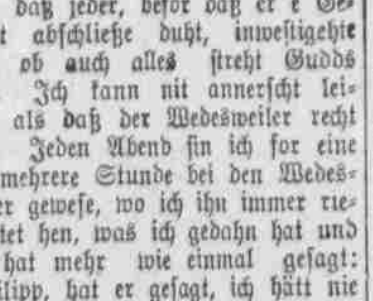 daß jeder, befor daß er e Ge=
t abschließe duht, inwestigehte
ob auch alles streht Gudds
Ich kann nit annerscht lei=
als daß der Wedesweiler recht
Jeden Abend sin ich for eine
mehrere Stunde bei den Wedes=
er gewese, wo ich ihn immer rie=
tet hen, was ich gedahn hat und
hat mehr wie einmal gesagt:
ilipp, hat er gesagt, ich hätt nie